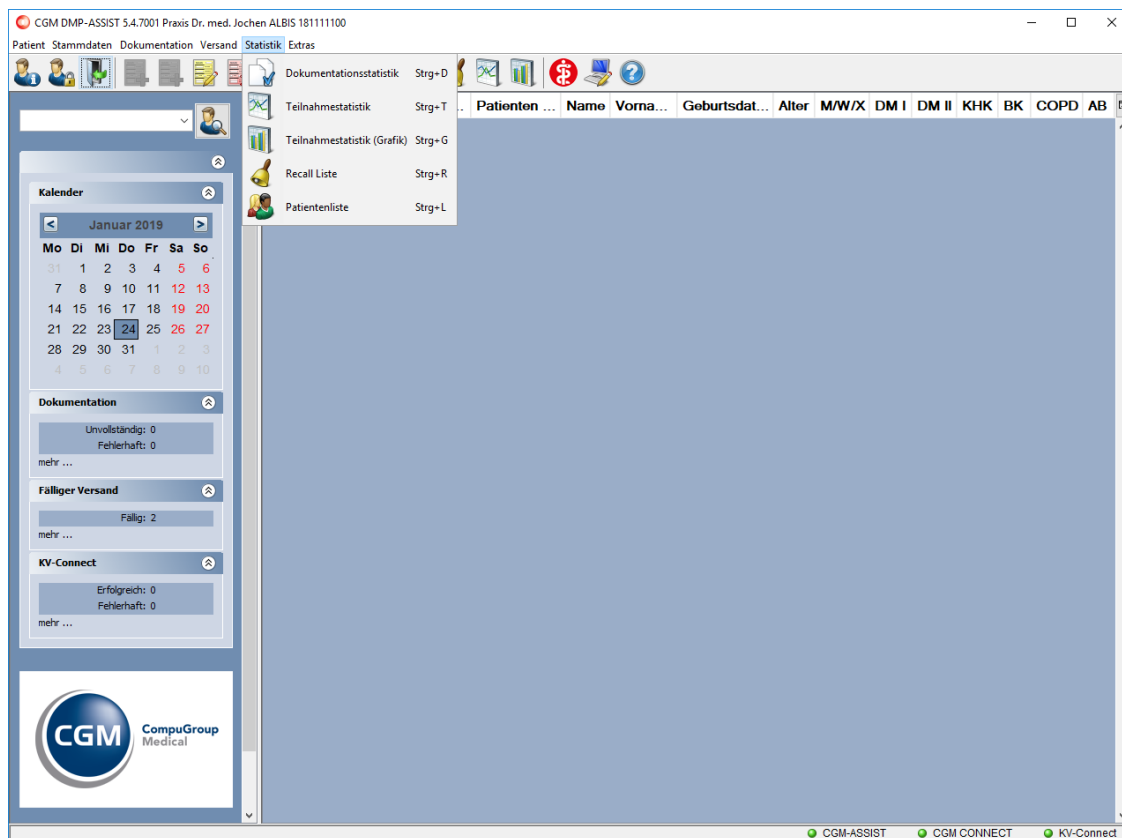 CGM DMP-ASSIST 5.4.7001 Praxis Dr. med. Jochen ALBIS 181111100
Patient Stammdaten Dokumentation Versand Statistik Extras
Dokumentationsstatistik Strg+D
Teilnahmestatistik Strg+T
Teilnahmestatistik (Grafik) Strg+G
Recall Liste Strg+R
Patientenliste Strg+L
... Patienten ... Name Vorna... Geburtsdat... Alter M/W/X DM I DM II KHK BK COPD AB
Kalender
< Januar 2019 >
Mo Di Mi Do Fr Sa So
31 1 2 3 4 5 6
7 8 9 10 11 12 13
14 15 16 17 18 19 20
21 22 23 24 25 26 27
28 29 30 31 1 2 3
4 5 6 7 8 9 10
Dokumentation
Unvollständig: 0
Fehlerhaft: 0
mehr ...
Fälliger Versand
Fällig: 2
mehr ...
KV-Connect
Erfolgreich: 0
Fehlerhaft: 0
mehr ...
CGM CompuGroup
Medical
CGM-ASSIST CGM CONNECT KV-Connect